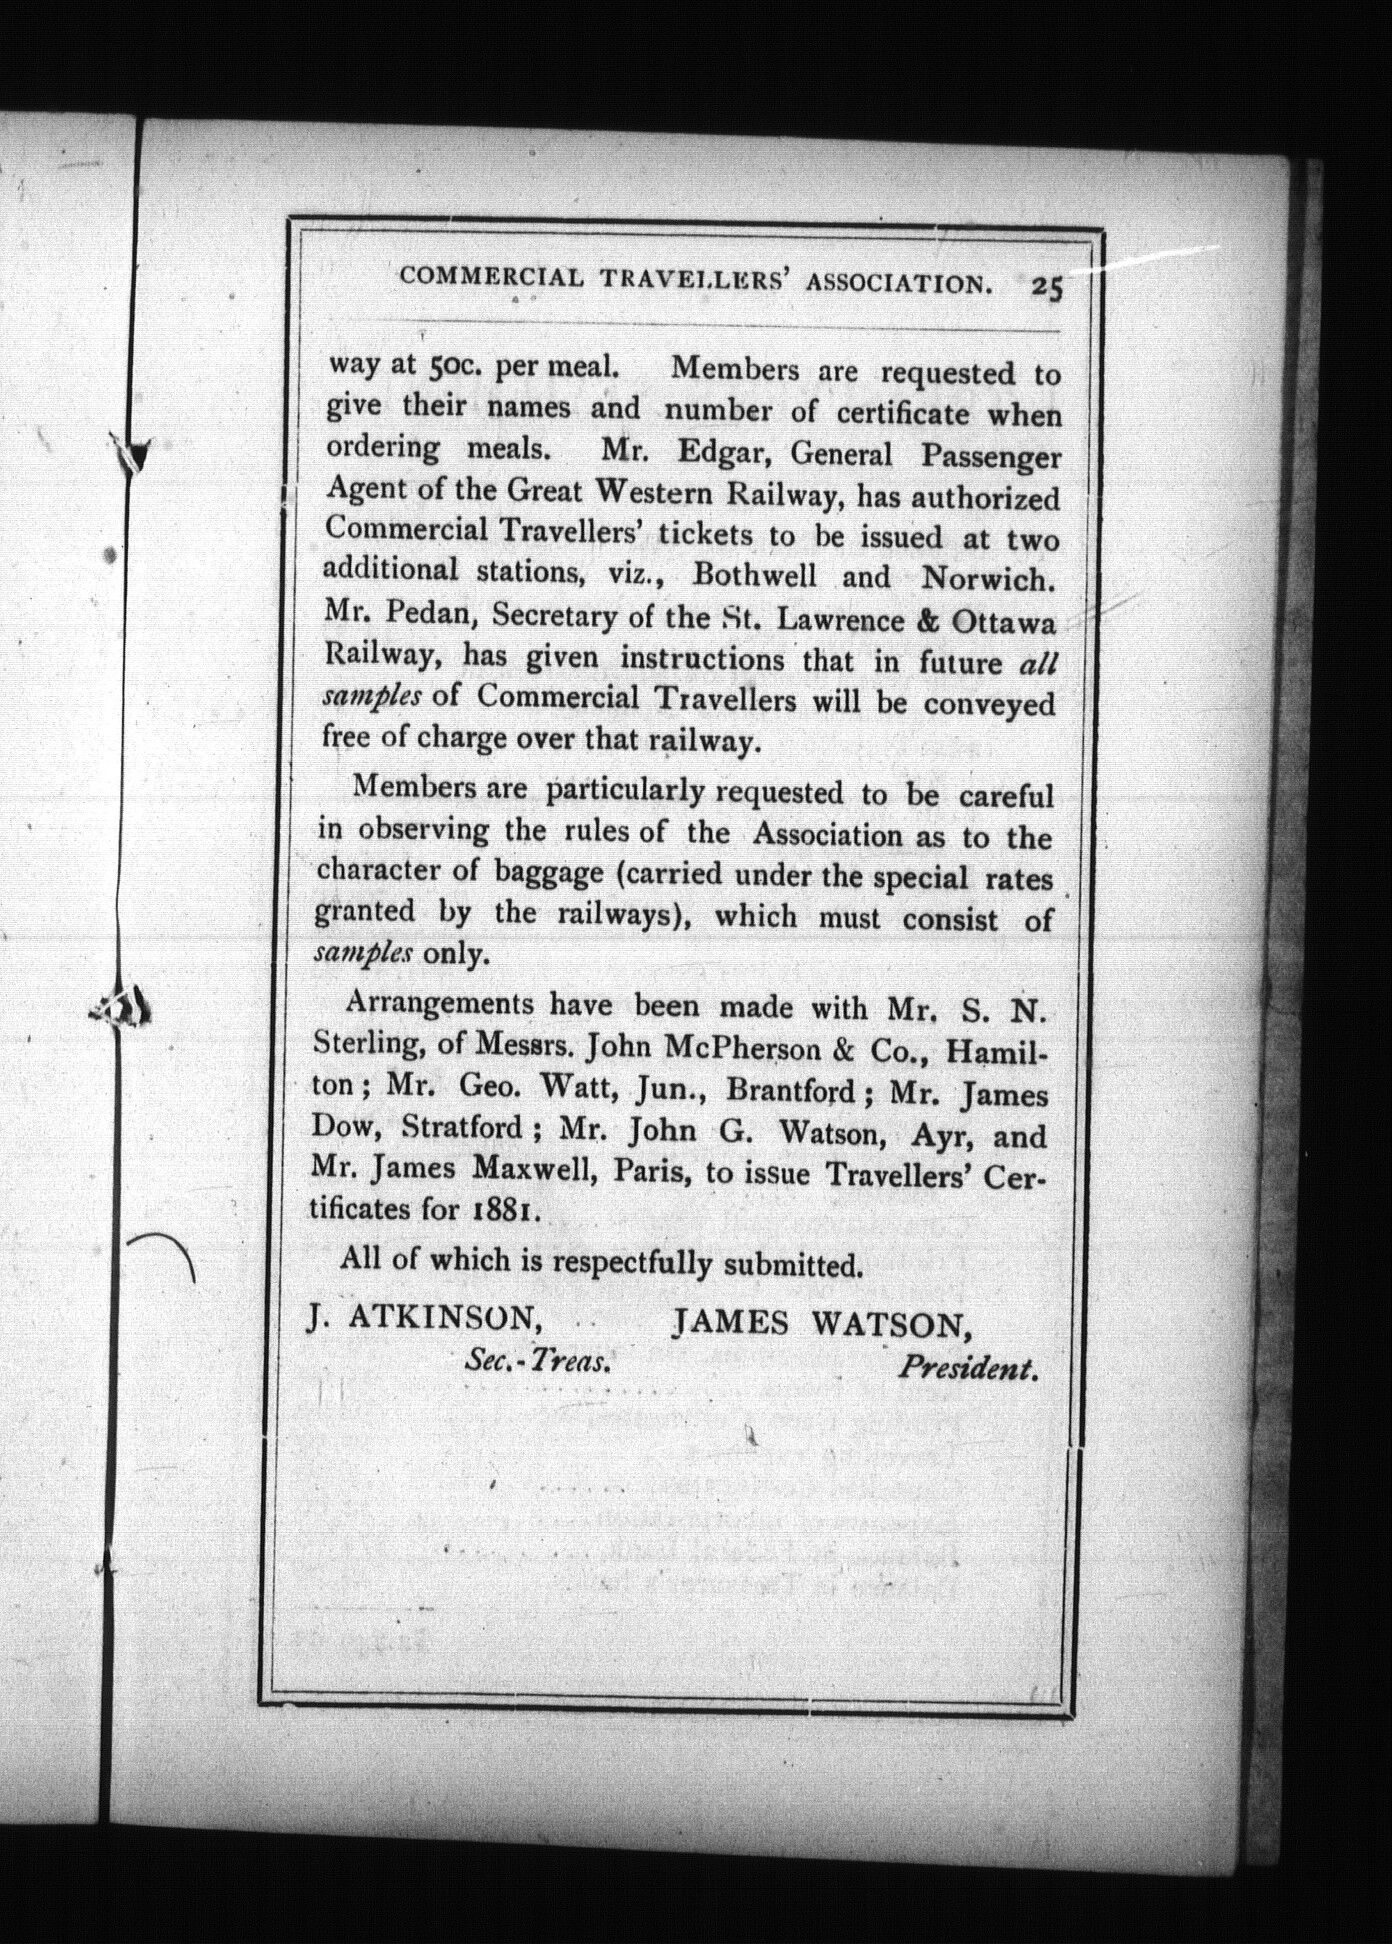 COMMERCIAL TRAVELLERS' ASSOCIATION. 25
way at 50c. per meal. Members are requested to
give their names and number of certificate when
ordering meals. Mr. Edgar, General Passenger
Agent of the Great Western Railway, has authorized
Commercial Travellers' tickets to be issued at two
additional stations, viz., Bothwell and Norwich.
Mr. Pedan, Secretary of the St. Lawrence & Ottawa
Railway, has given instructions that in future all
samples of Commercial Travellers will be conveyed
free of charge over that railway.
Members are particularly requested to be careful
in observing the rules of the Association as to the
character of baggage (carried under the special rates
granted by the railways), which must consist of
samples only.
Arrangements have been made with Mr. S. N.
Sterling, of Messrs. John McPherson & Co., Hamil-
ton; Mr. Geo. Watt, Jun., Brantford; Mr. James
Dow, Stratford; Mr. John G. Watson, Ayr, and
Mr. James Maxwell, Paris, to issue Travellers' Cer-
tificates for 1881.
All of which is respectfully submitted.
J. ATKINSON, JAMES WATSON,
Sec.-Treas. President.